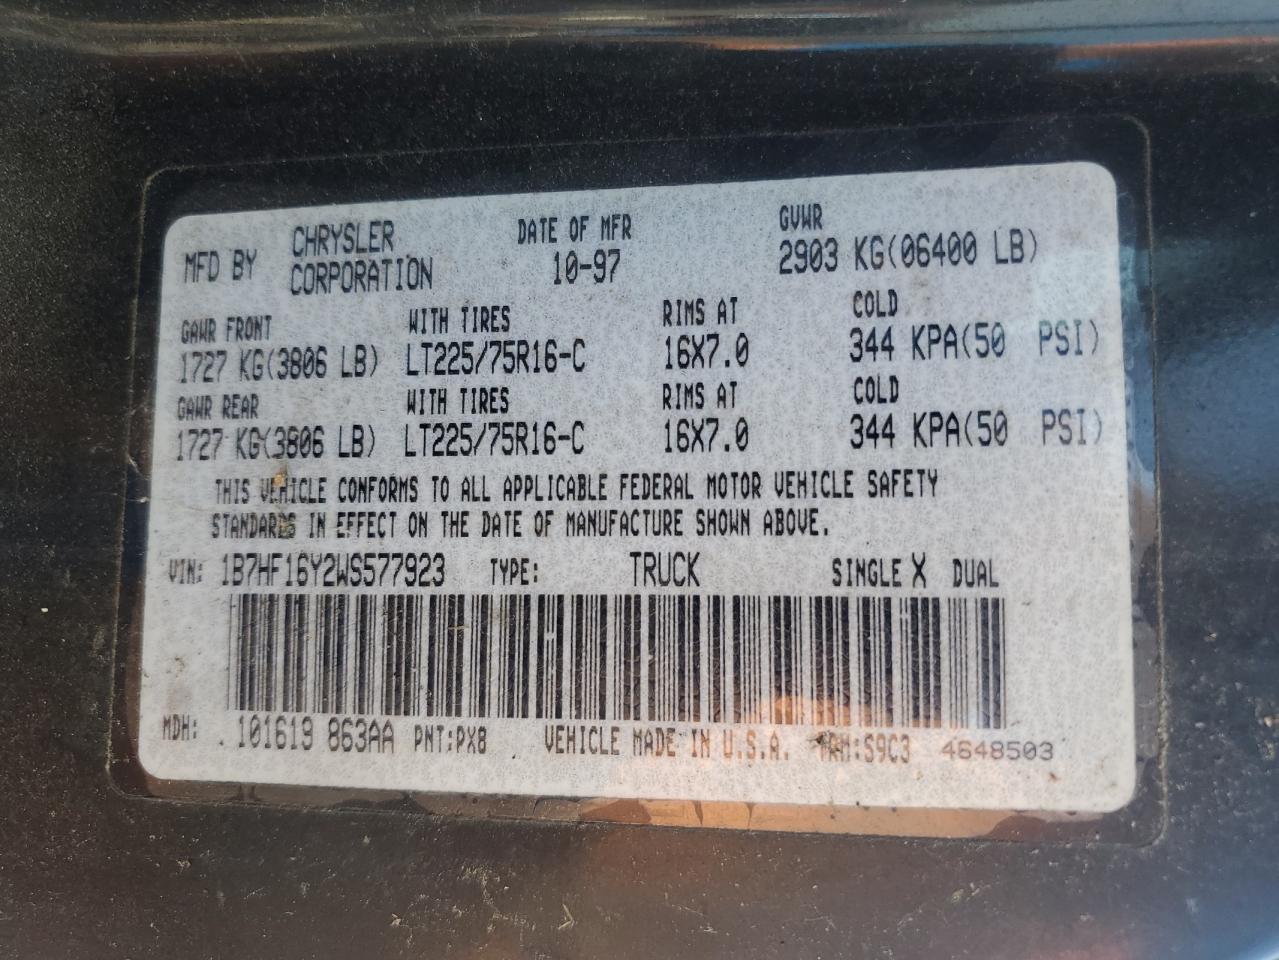 MFD BY CHRYSLER CORPORATION DATE OF MFR 10-97 GVWR 2903 KG(06400 LB)
GAWR FRONT WITH TIRES RIMS AT COLD
1727 KG(3806 LB) LT225/75R16-C 16X7.0 344 KPA(50 PSI)
GAWR REAR WITH TIRES RIMS AT COLD
1727 KG(3806 LB) LT225/75R16-C 16X7.0 344 KPA(50 PSI)
THIS VEHICLE CONFORMS TO ALL APPLICABLE FEDERAL MOTOR VEHICLE SAFETY
STANDARDS IN EFFECT ON THE DATE OF MANUFACTURE SHOWN ABOVE.
VIN: 1B7HF16Y2WS577923 TYPE: TRUCK SINGLE X DUAL
MDH: 101619 863AA PNT:PX8 VEHICLE MADE IN U.S.A. TRM:S9C3 4648503